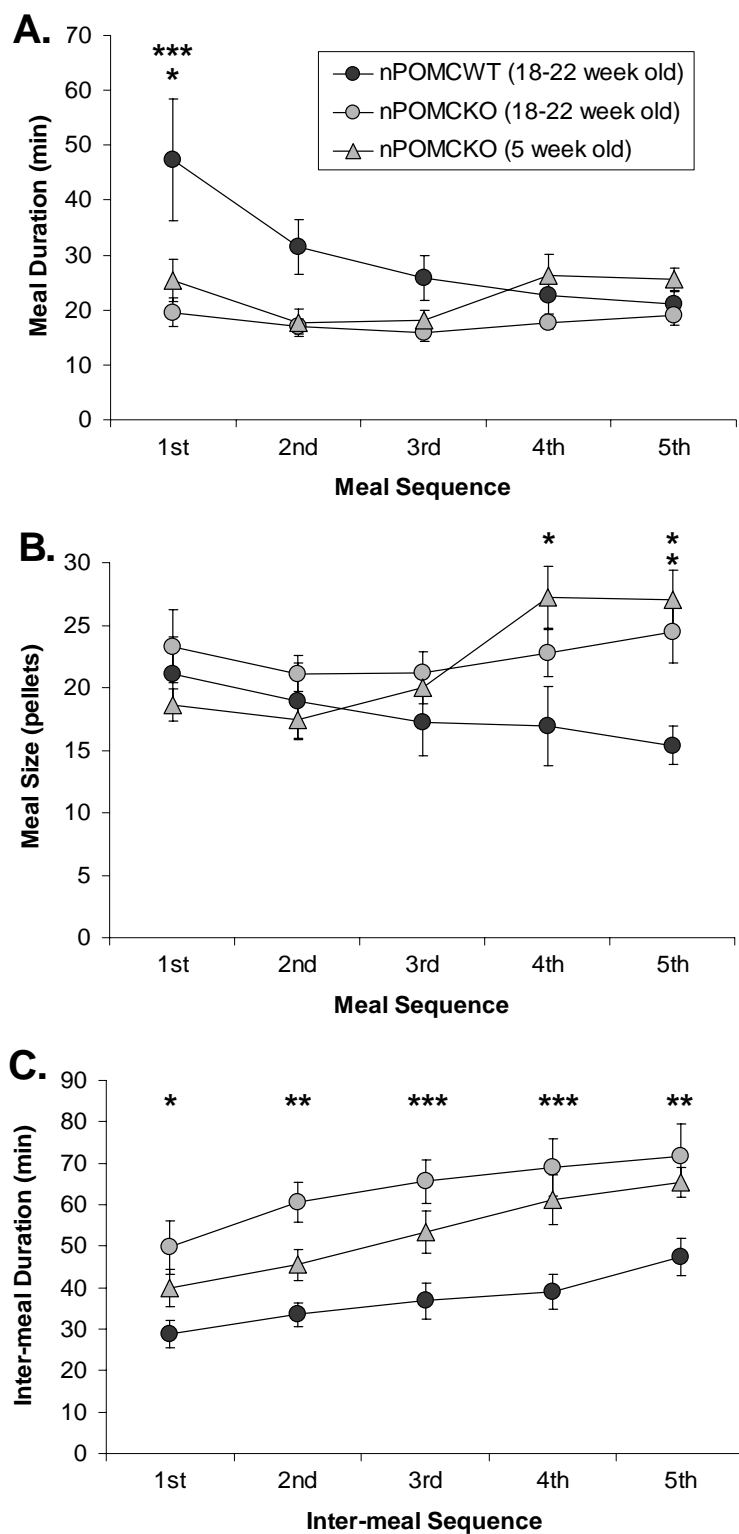 A.
70
60
50
40
30
20
10
0
***
*
nPOMCWT (18-22 week old)
nPOMCKO (18-22 week old)
nPOMCKO (5 week old)
Meal Duration (min)
1st 2nd 3rd 4th 5th
Meal Sequence
B.
30
25
20
15
10
5
0
* *
*
Meal Size (pellets)
1st 2nd 3rd 4th 5th
Meal Sequence
C.
90
80
70
60
50
40
30
20
10
0
* ** *** *** **
Inter-meal Duration (min)
1st 2nd 3rd 4th 5th
Inter-meal Sequence